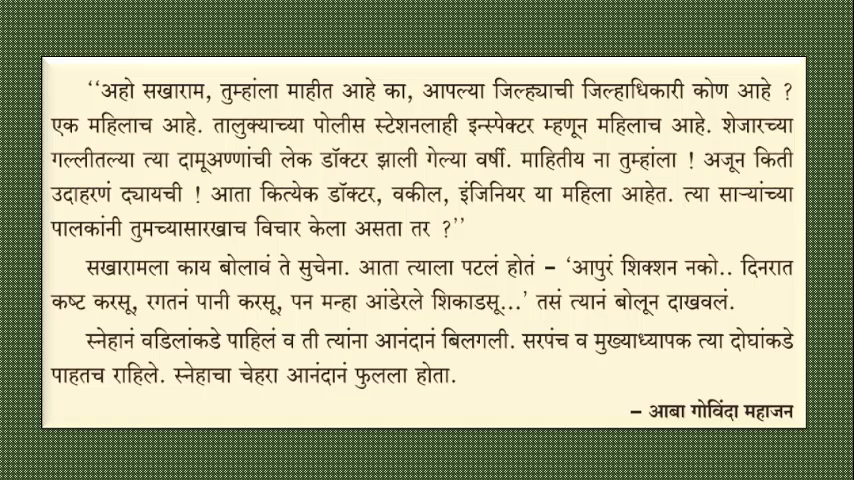 ‘‘अहो सखाराम, तुम्हांला माहीत आहे का, आपल्या जिल्ह्याची जिल्हाधिकारी कोण आहे ?
एक महिलाच आहे. तालुक्याच्या पोलीस स्टेशनलाही इन्स्पेक्टर म्हणून महिलाच आहे. शेजारच्या
गल्लीतल्या त्या दामूअण्णांची लेक डॉक्टर झाली गेल्या वर्षी. माहितीय ना तुम्हांला ! अजून किती
उदाहरणं द्यायची ! आता कित्येक डॉक्टर, वकील, इंजिनियर या महिला आहेत. त्या साऱ्यांच्या
पालकांनी तुमच्यासारखाच विचार केला असता तर ?’’
सखारामला काय बोलावं ते सुचेना. आता त्याला पटलं होतं – ‘आपुरं शिक्शन नको.. दिनरात
कष्ट करसू, रगतनं पानी करसू, पन मन्हा आंडेरले शिकाडसू...’ तसं त्यानं बोलून दाखवलं.
स्नेहानं वडिलांकडे पाहिलं व ती त्यांना आनंदानं बिलगली. सरपंच व मुख्याध्यापक त्या दोघांकडे
पाहतच राहिले. स्नेहाचा चेहरा आनंदानं फुलला होता.
– आबा गोविंदा महाजन